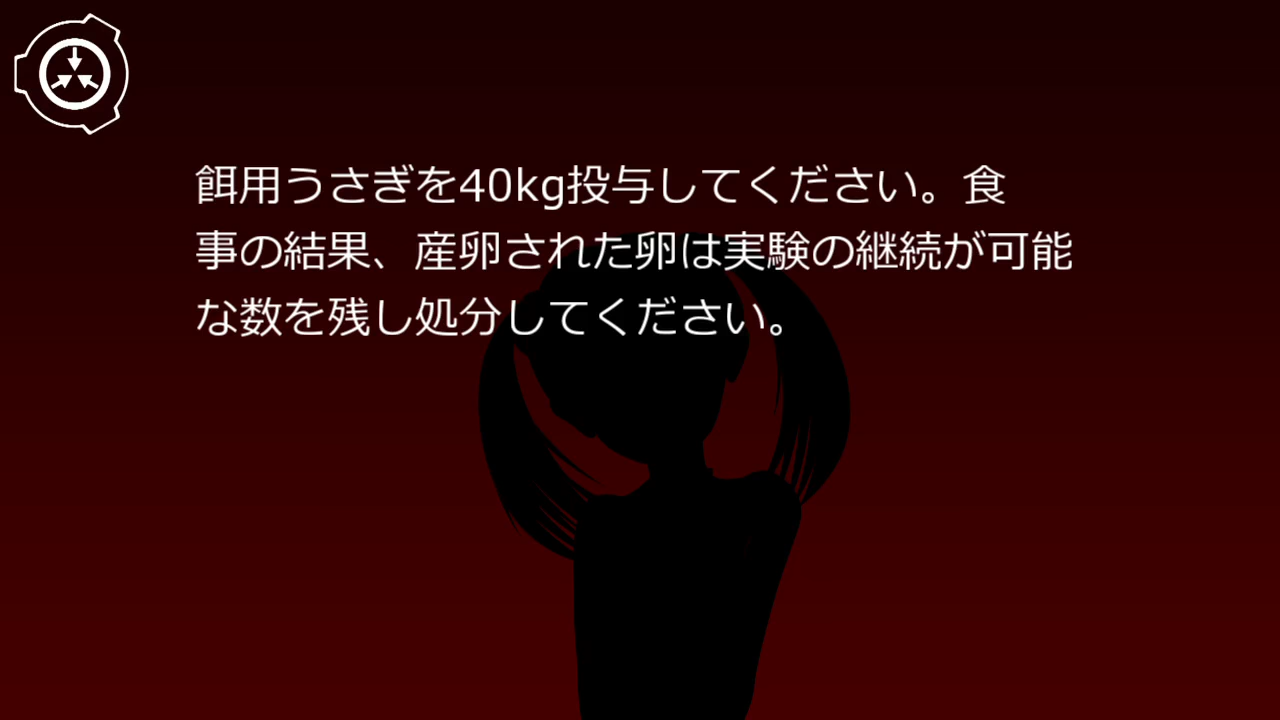 餌用うさぎを40kg投与してください。食
事の結果、産卵された卵は実験の継続が可能
な数を残し処分してください。